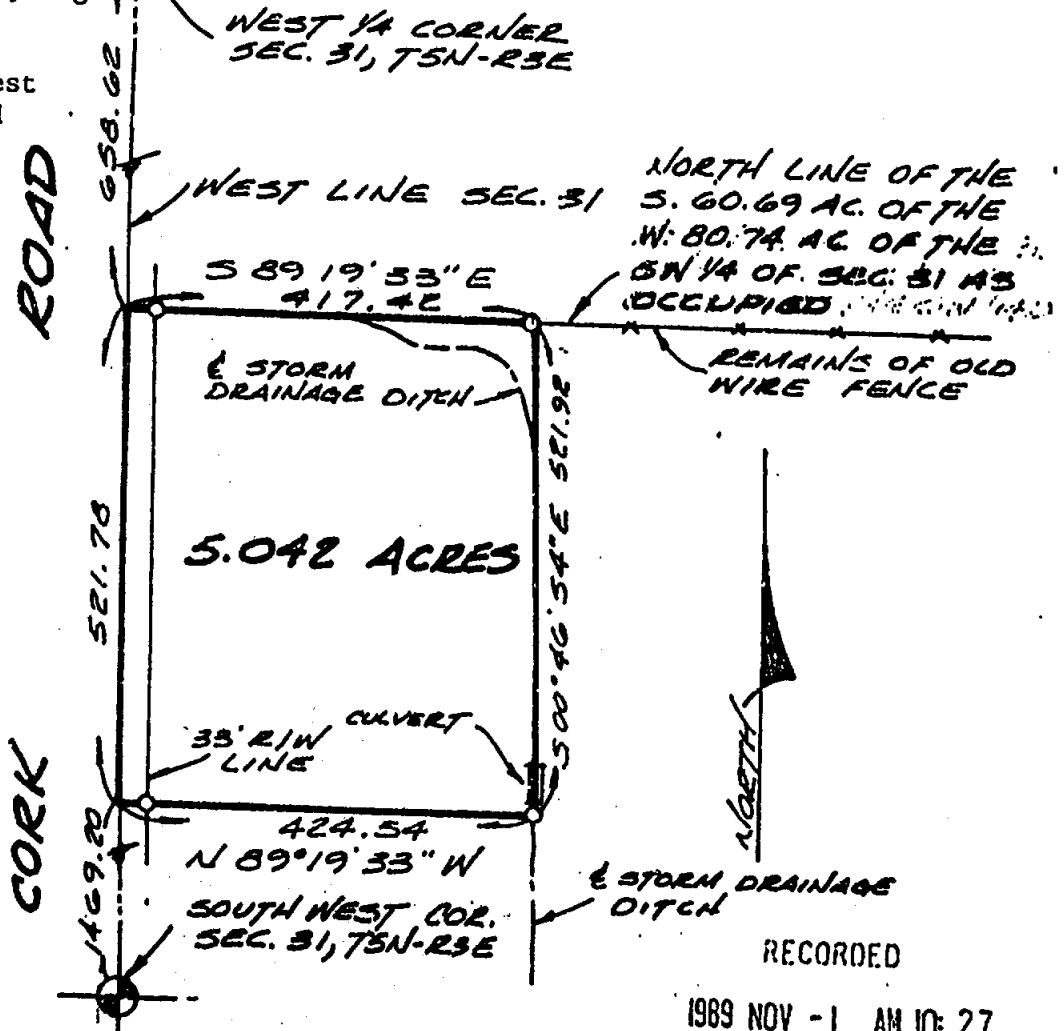 WEST 1/4 CORNER
SEC. 31, T5N-R3E
est
658.62
ROAD
WEST LINE SEC. 31
NORTH LINE OF THE
S. 60.69 AC. OF THE
W. 80.74 AC. OF THE
SW 1/4 OF. SEC. 31 AS
OCCUPIED
S 89 19' 33" E
417.42
REMAINS OF OLD
WIRE FENCE
℄ STORM
DRAINAGE DITCH
S 00° 46' 54" E 521.92
521.78
5.042 ACRES
CULVERT
33' R/W
LINE
NORTH
CORK
424.54
N 89° 19' 33" W
1469.20
℄ STORM DRAINAGE
DITCH
SOUTH WEST COR.
SEC. 31, T5N-R3E
RECORDED
1989 NOV -1 AM 10: 27